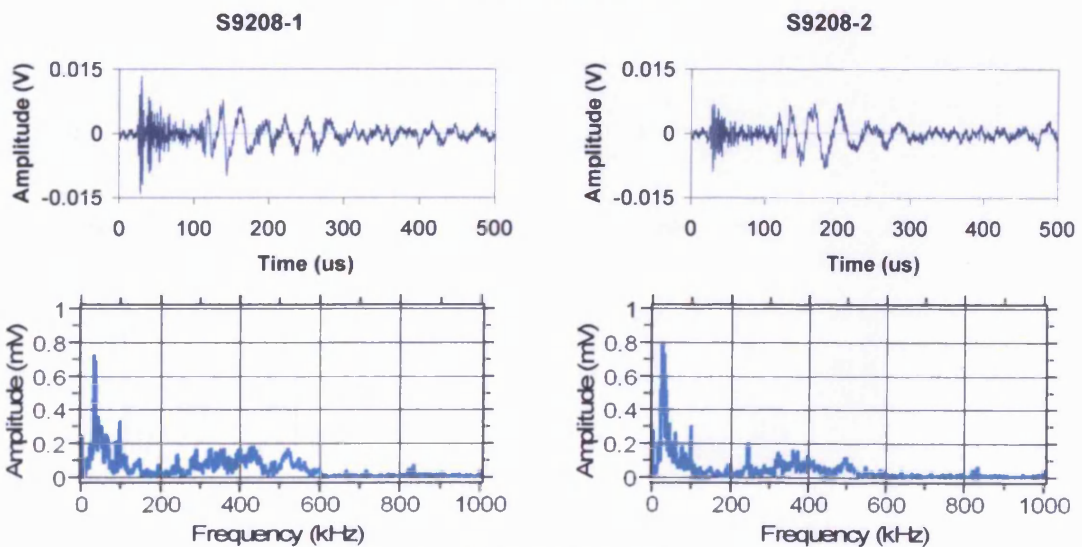 S9208-1
S9208-2
Amplitude (V)
0.015
0
-0.015
0 100 200 300 400 500
Time (us)
Amplitude (V)
0.015
0
-0.015
0 100 200 300 400 500
Time (us)
Amplitude (mV)
1
0.8
0.6
0.4
0.2
0
0 200 400 600 800 1000
Frequency (kHz)
Amplitude (mV)
1
0.8
0.6
0.4
0.2
0
0 200 400 600 800 1000
Frequency (kHz)